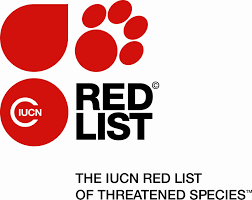 IUCN
RED
LIST ©
THE IUCN RED LIST
OF THREATENED SPECIES™